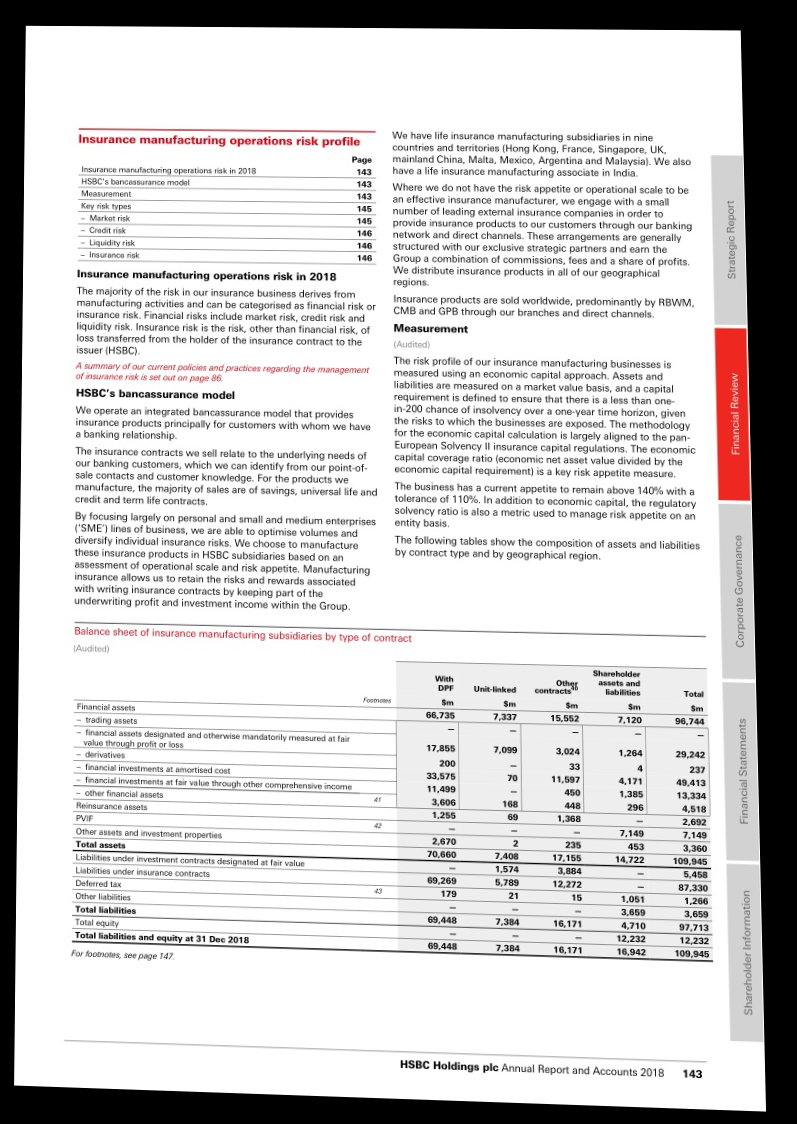 Insurance manufacturing operations risk profile
Page
Insurance manufacturing operations risk in 2018 143
HSBC's bancassurance model 143
Measurement 143
Key risk types 145
– Market risk 145
– Credit risk 146
– Liquidity risk 146
– Insurance risk 146
Insurance manufacturing operations risk in 2018
The majority of the risk in our insurance business derives from
manufacturing activities and can be categorised as financial risk or
insurance risk. Financial risks include market risk, credit risk and
liquidity risk. Insurance risk is the risk, other than financial risk, of
loss transferred from the holder of the insurance contract to the
issuer (HSBC).
A summary of our current policies and practices regarding the management
of insurance risk is set out on page 86.
HSBC's bancassurance model
We operate an integrated bancassurance model that provides
insurance products principally for customers with whom we have
a banking relationship.
The insurance contracts we sell relate to the underlying needs of
our banking customers, which we can identify from our point-of-
sale contacts and customer knowledge. For the products we
manufacture, the majority of sales are of savings, universal life and
credit and term life contracts.
By focusing largely on personal and small and medium enterprises
('SME') lines of business, we are able to optimise volumes and
diversify individual insurance risks. We choose to manufacture
these insurance products in HSBC subsidiaries based on an
assessment of operational scale and risk appetite. Manufacturing
insurance allows us to retain the risks and rewards associated
with writing insurance contracts by keeping part of the
underwriting profit and investment income within the Group.
We have life insurance manufacturing subsidiaries in nine
countries and territories (Hong Kong, France, Singapore, UK,
mainland China, Malta, Mexico, Argentina and Malaysia). We also
have a life insurance manufacturing associate in India.
Where we do not have the risk appetite or operational scale to be
an effective insurance manufacturer, we engage with a small
number of leading external insurance companies in order to
provide insurance products to our customers through our banking
network and direct channels. These arrangements are generally
structured with our exclusive strategic partners and earn the
Group a combination of commissions, fees and a share of profits.
We distribute insurance products in all of our geographical
regions.
Insurance products are sold worldwide, predominantly by RBWM,
CMB and GPB through our branches and direct channels.
Measurement
(Audited)
The risk profile of our insurance manufacturing businesses is
measured using an economic capital approach. Assets and
liabilities are measured on a market value basis, and a capital
requirement is defined to ensure that there is a less than one-
in-200 chance of insolvency over a one-year time horizon, given
the risks to which the businesses are exposed. The methodology
for the economic capital calculation is largely aligned to the pan-
European Solvency II insurance capital regulations. The economic
capital coverage ratio (economic net asset value divided by the
economic capital requirement) is a key risk appetite measure.
The business has a current appetite to remain above 140% with a
tolerance of 110%. In addition to economic capital, the regulatory
solvency ratio is also a metric used to manage risk appetite on an
entity basis.
The following tables show the composition of assets and liabilities
by contract type and by geographical region.
Balance sheet of insurance manufacturing subsidiaries by type of contract
(Audited)
With DPF Unit-linked Other contracts40 Shareholder assets and liabilities Total
Footnotes $m $m $m $m $m
Financial assets 66,735 7,337 15,552 7,120 96,744
– trading assets – – – – –
– financial assets designated and otherwise mandatorily measured at fair
value through profit or loss 17,855 7,099 3,024 1,264 29,242
– derivatives 200 – 33 4 237
– financial investments at amortised cost 33,575 70 11,597 4,171 49,413
– financial investments at fair value through other comprehensive income 11,499 – 450 1,385 13,334
– other financial assets 41 3,606 168 448 296 4,518
Reinsurance assets 1,255 69 1,368 – 2,692
PVIF 42 – – – 7,149 7,149
Other assets and investment properties 2,670 2 235 453 3,360
Total assets 70,660 7,408 17,155 14,722 109,945
Liabilities under investment contracts designated at fair value – 1,574 3,884 – 5,458
Liabilities under insurance contracts 69,269 5,789 12,272 – 87,330
Deferred tax 43 179 21 15 1,051 1,266
Other liabilities – – – 3,659 3,659
Total liabilities 69,448 7,384 16,171 4,710 97,713
Total equity – – – 12,232 12,232
Total liabilities and equity at 31 Dec 2018 69,448 7,384 16,171 16,942 109,945
For footnotes, see page 147.
HSBC Holdings plc Annual Report and Accounts 2018 143
Strategic Report
Financial Review
Corporate Governance
Financial Statements
Shareholder Information